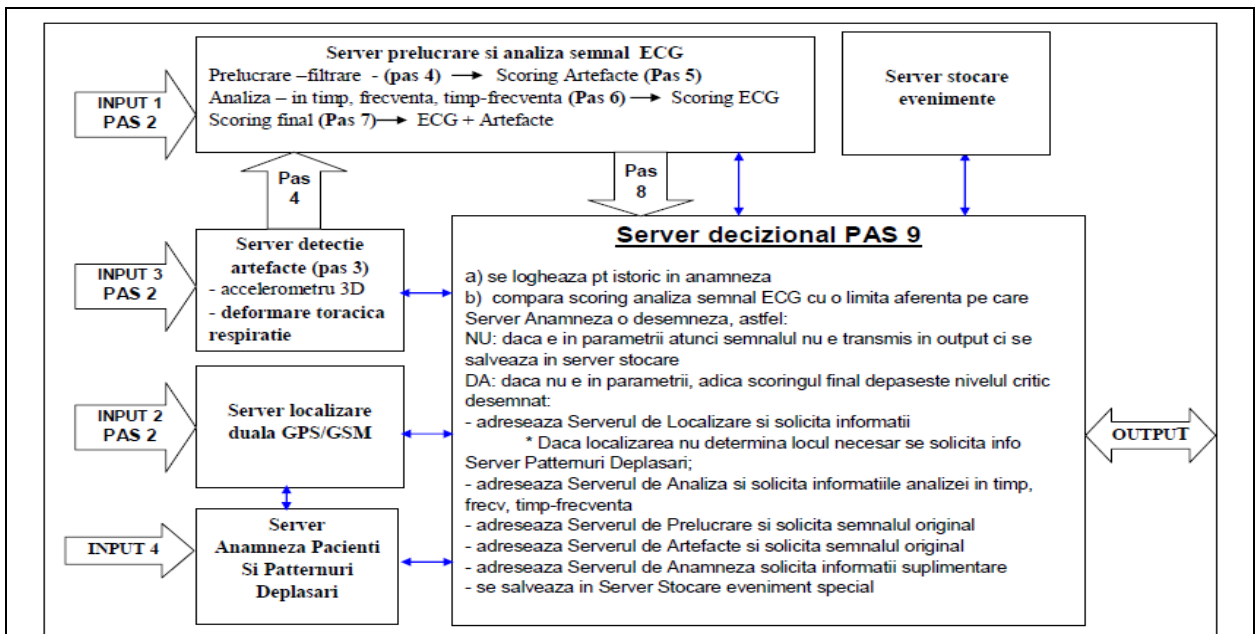 Server prelucrare si analiza semnal ECG
Prelucrare –filtrare - (pas 4) → Scoring Artefacte (Pas 5)
Analiza – in timp, frecventa, timp-frecventa (Pas 6) → Scoring ECG
Scoring final (Pas 7) → ECG + Artefacte
Server stocare
evenimente
INPUT 1
PAS 2
Pas
4
Pas
8
INPUT 3
PAS 2
Server detectie
artefacte (pas 3)
- accelerometru 3D
- deformare toracica
respiratie
INPUT 2
PAS 2
Server localizare
duala GPS/GSM
INPUT 4
Server
Anamneza Pacienti
Si Patternuri
Deplasari
Server decizional PAS 9
a) se logheaza pt istoric in anamneza
b) compara scoring analiza semnal ECG cu o limita aferenta pe care
Server Anamneza o desemneza, astfel:
NU: daca e in parametrii atunci semnalul nu e transmis in output ci se
salveaza in server stocare
DA: daca nu e in parametrii, adica scoringul final depaseste nivelul critic
desemnat:
- adreseaza Serverul de Localizare si solicita informatii
* Daca localizarea nu determina locul necesar se solicita info
Server Patternuri Deplasari;
- adreseaza Serverul de Analiza si solicita informatiile analizei in timp,
frecv, timp-frecventa
- adreseaza Serverul de Prelucrare si solicita semnalul original
- adreseaza Serverul de Artefacte si solicita semnalul original
- adreseaza Serverul de Anamneza solicita informatii suplimentare
- se salveaza in Server Stocare eveniment special
OUTPUT